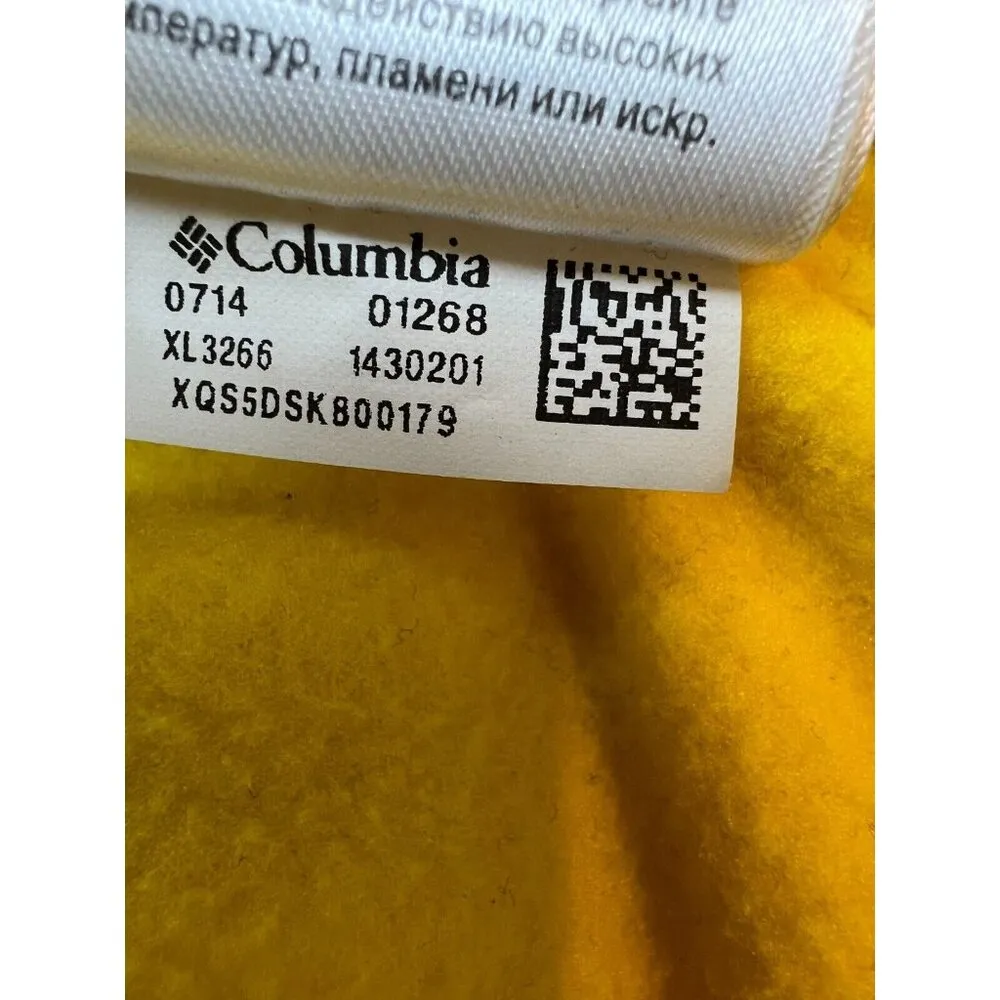 действию высоких
ператур, пламени или искр.
Columbia
0714 01268
XL3266 1430201
XQS5DSK800179